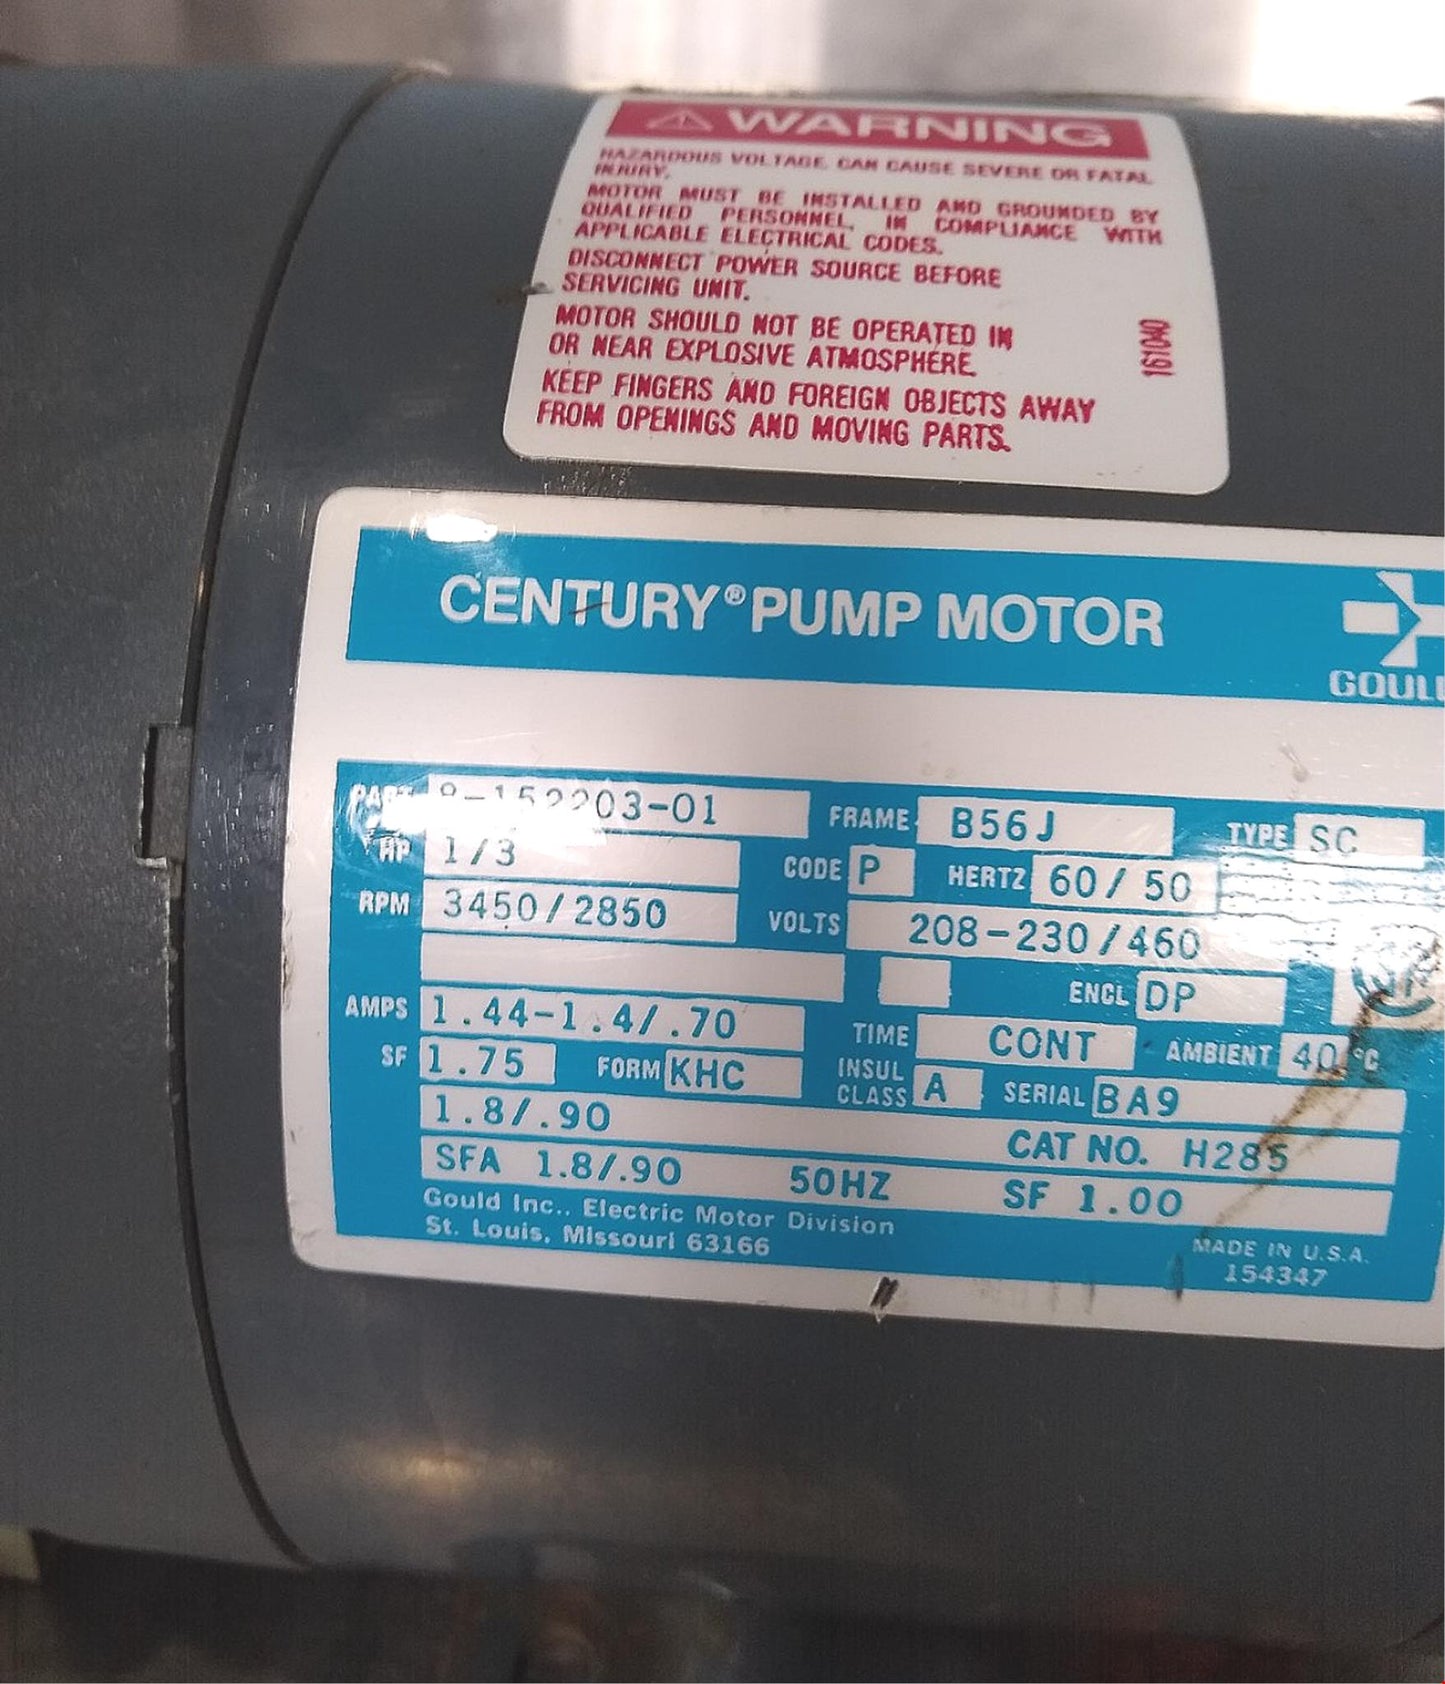 WARNING
HAZARDOUS VOLTAGE. CAN CAUSE SEVERE OR FATAL
INJURY.
MOTOR MUST BE INSTALLED AND GROUNDED BY
QUALIFIED PERSONNEL, IN COMPLIANCE WITH
APPLICABLE ELECTRICAL CODES.
DISCONNECT POWER SOURCE BEFORE
SERVICING UNIT.
MOTOR SHOULD NOT BE OPERATED IN
OR NEAR EXPLOSIVE ATMOSPHERE.
KEEP FINGERS AND FOREIGN OBJECTS AWAY
FROM OPENINGS AND MOVING PARTS.
161040
CENTURY® PUMP MOTOR
GOUL
PART 8-152203-01 FRAME B56J TYPE SC
HP 1/3 CODE P HERTZ 60/50
RPM 3450/2850 VOLTS 208-230/460
ENCL DP
AMPS 1.44-1.4/.70 TIME CONT AMBIENT 40 °C
SF 1.75 FORM KHC INSUL CLASS A SERIAL BA9
1.8/.90 CAT NO. H285
SFA 1.8/.90 50HZ SF 1.00
Gould Inc., Electric Motor Division
St. Louis, Missouri 63166
MADE IN U.S.A.
154347